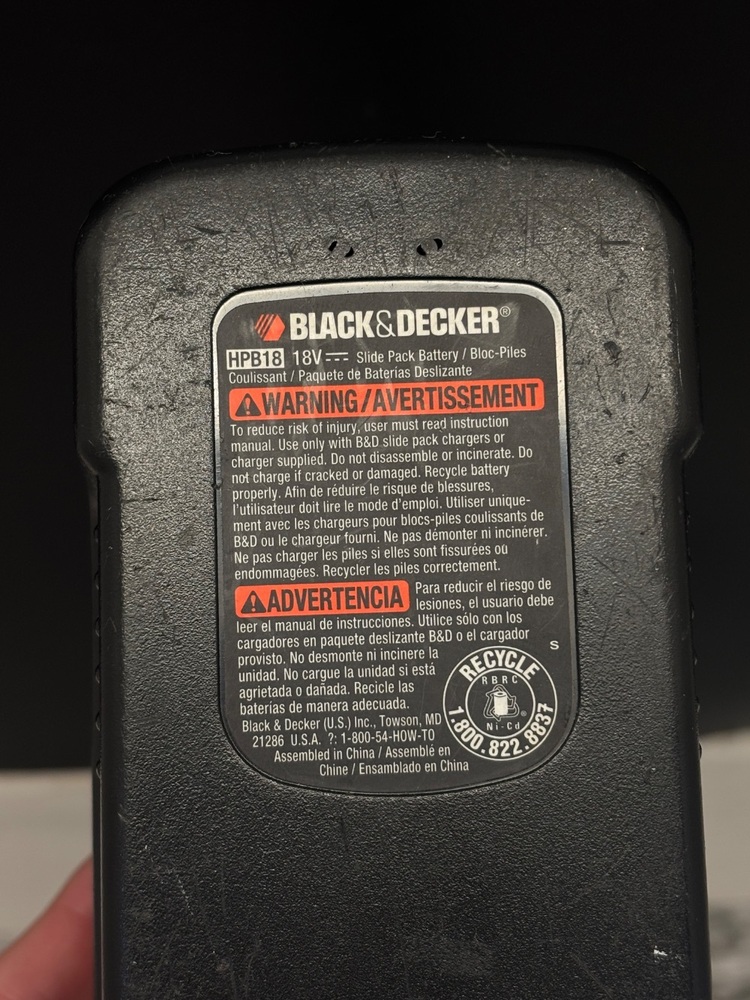 BLACK&DECKER®
HPB18 18V Slide Pack Battery / Bloc-Piles
Coulissant / Paquete de Baterías Deslizante
WARNING/AVERTISSEMENT
To reduce risk of injury, user must read instruction
manual. Use only with B&D slide pack chargers or
charger supplied. Do not disassemble or incinerate. Do
not charge if cracked or damaged. Recycle battery
properly. Afin de réduire le risque de blessures,
l'utilisateur doit lire le mode d'emploi. Utiliser unique-
ment avec les chargeurs pour blocs-piles coulissants de
B&D ou le chargeur fourni. Ne pas démonter ni incinérer.
Ne pas charger les piles si elles sont fissurées ou
endommagées. Recycler les piles correctement.
ADVERTENCIA Para reducir el riesgo de
lesiones, el usuario debe
leer el manual de instrucciones. Utilice sólo con los
cargadores en paquete deslizante B&D o el cargador
provisto. No desmonte ni incinere la
unidad. No cargue la unidad si está
agrietada o dañada. Recicle las
baterías de manera adecuada.
Black & Decker (U.S.) Inc., Towson, MD
21286 U.S.A. ?: 1-800-54-HOW-TO
Assembled in China / Assemblé en
Chine / Ensamblado en China
S
RECYCLE
RBRC
®
Ni-Cd
1.800.822.8837